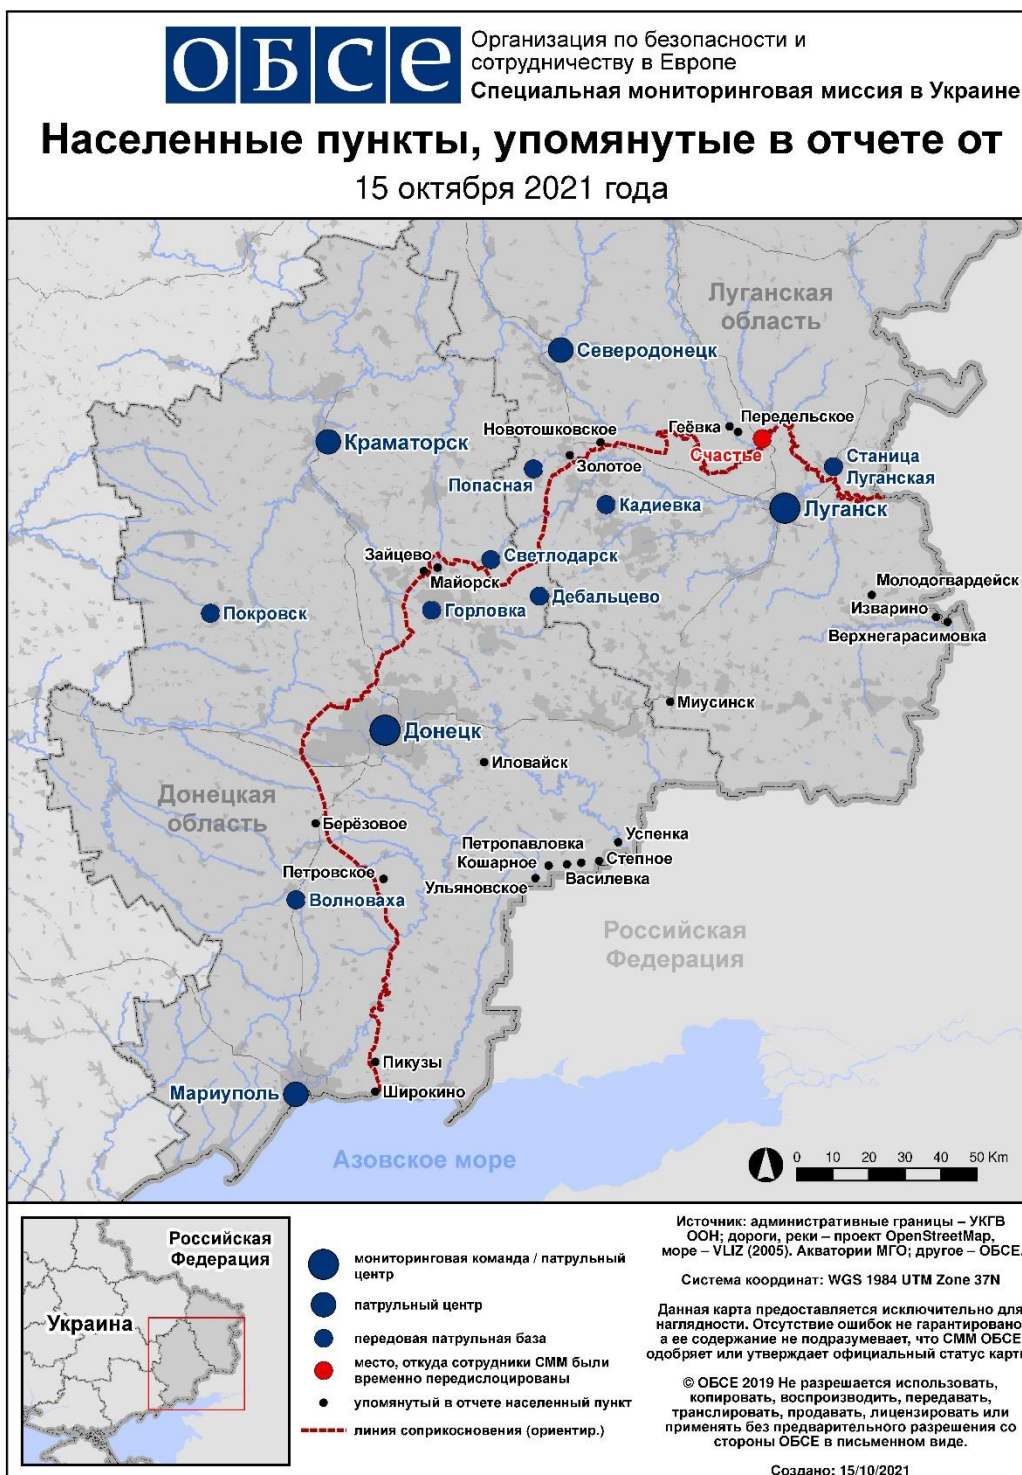 ОБСЕ
Организация по безопасности и
сотрудничеству в Европе
Специальная мониторинговая миссия в Украине
Населенные пункты, упомянутые в отчете от
15 октября 2021 года
Луганская
область
Северодонецк
Передельское
Геёвка
Новотошковское
Краматорск
Счастье
Станица
Луганская
Золотое
Попасная
Кадиевка
Луганск
Зайцево
Светлодарск
Майорск
Молодогвардейск
Дебальцево
Горловка
Покровск
Изварино
Верхнегарасимовка
Миусинск
Донецк
Иловайск
Донецкая
область
Берёзовое
Успенка
Петропавловка
Кошарное
Степное
Петровское
Василевка
Ульяновское
Волноваха
Российская
Федерация
Пикузы
Мариуполь
Широкино
Азовское море
0 10 20 30 40 50 Km
Российская
Федерация
Украина
мониторинговая команда / патрульный
центр
патрульный центр
передовая патрульная база
место, откуда сотрудники СММ были
временно передислоцированы
упомянутый в отчете населенный пункт
линия соприкосновения (ориентир.)
Источник: административные границы – УКГВ
ООН; дороги, реки – проект OpenStreetMap,
море – VLIZ (2005). Акватории МГО; другое – ОБСЕ.
Система координат: WGS 1984 UTM Zone 37N
Данная карта предоставляется исключительно для
наглядности. Отсутствие ошибок не гарантировано,
а ее содержание не подразумевает, что СММ ОБСЕ
одобряет или утверждает официальный статус карты
© ОБСЕ 2019 Не разрешается использовать,
копировать, воспроизводить, передавать,
транслировать, продавать, лицензировать или
применять без предварительного разрешения со
стороны ОБСЕ в письменном виде.
Создано: 15/10/2021